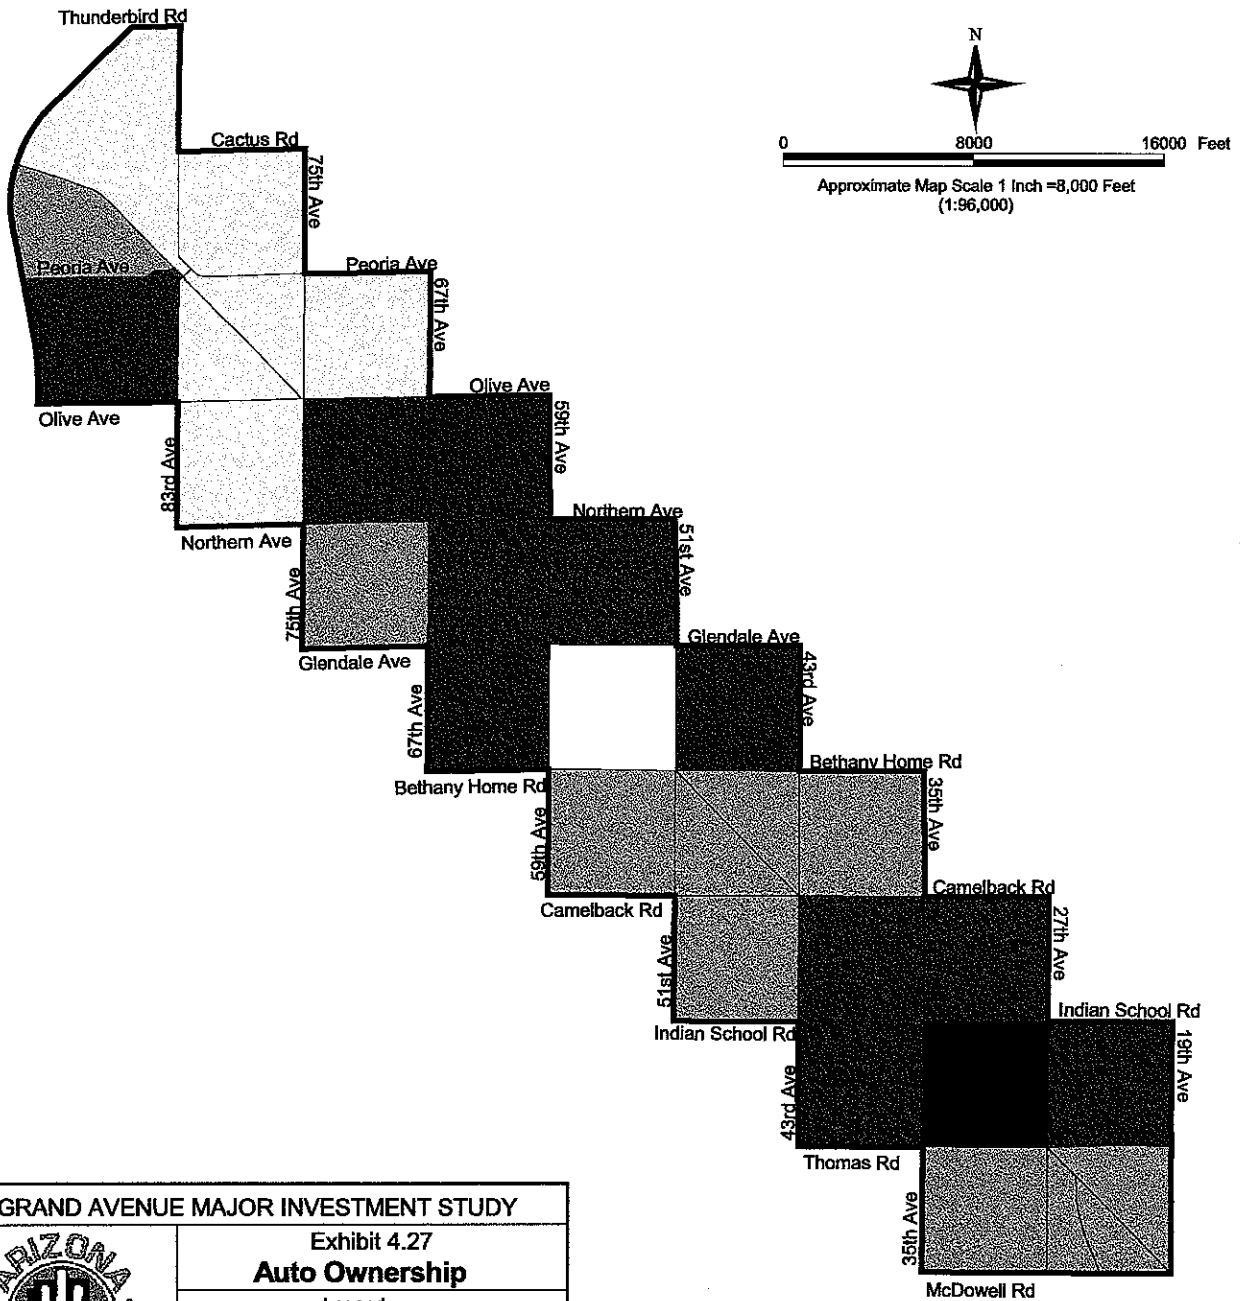 Thunderbird Rd
N
Cactus Rd
75th Ave
0 8000 16000 Feet
Approximate Map Scale 1 Inch =8,000 Feet
(1:96,000)
Peoria Ave
Peoria Ave
67th Ave
Olive Ave
Olive Ave
59th Ave
83rd Ave
Northern Ave
Northern Ave
51st Ave
75th Ave
Glendale Ave
Glendale Ave
43rd Ave
67th Ave
Bethany Home Rd
Bethany Home Rd
35th Ave
59th Ave
Camelback Rd
Camelback Rd
27th Ave
51st Ave
Indian School Rd
Indian School Rd
19th Ave
43rd Ave
Thomas Rd
35th Ave
McDowell Rd
GRAND AVENUE MAJOR INVESTMENT STUDY
ARIZONA
Exhibit 4.27
Auto Ownership